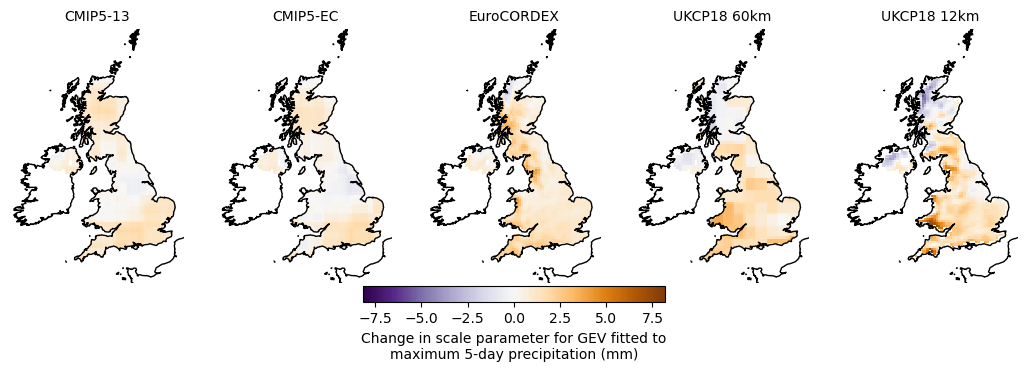 CMIP5-13 CMIP5-EC EuroCORDEX UKCP18 60km UKCP18 12km
−7.5 −5.0 −2.5 0.0 2.5 5.0 7.5
Change in scale parameter for GEV fitted to
maximum 5-day precipitation (mm)